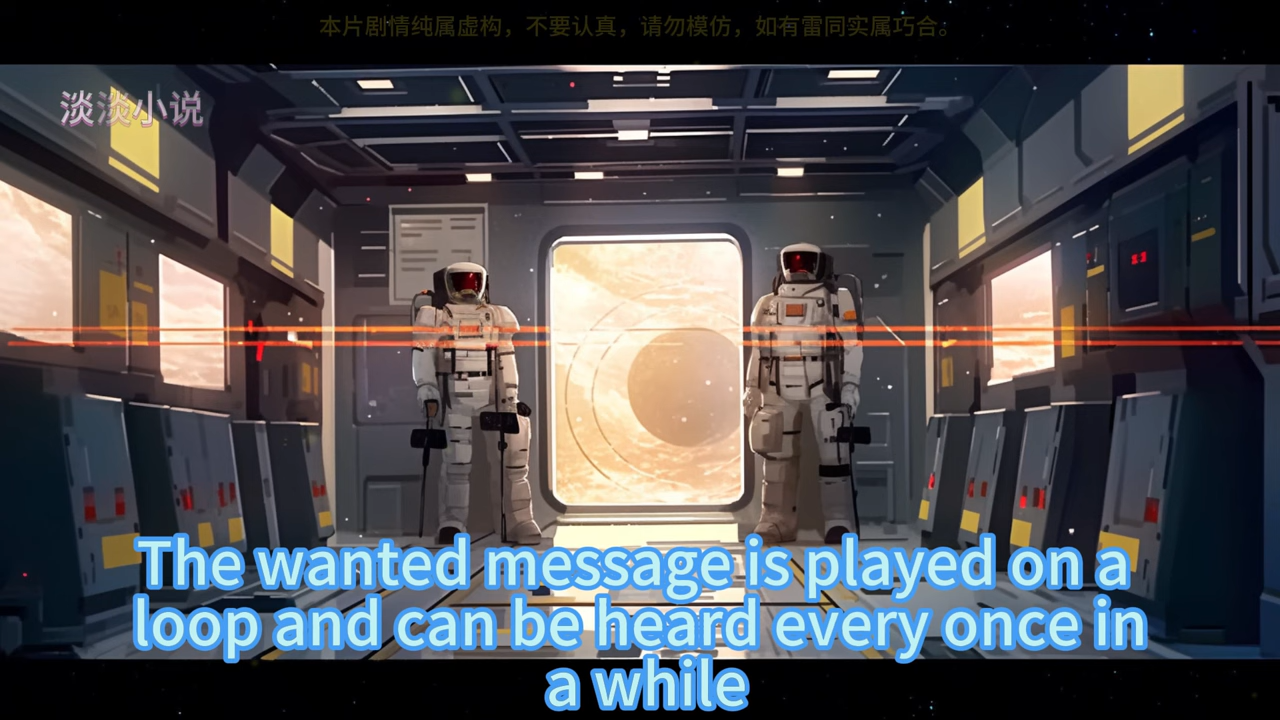 本片剧情纯属虚构，不要认真，请勿模仿，如有雷同实属巧合。
淡淡小说
The wanted message is played on a
loop and can be heard every once in
a while